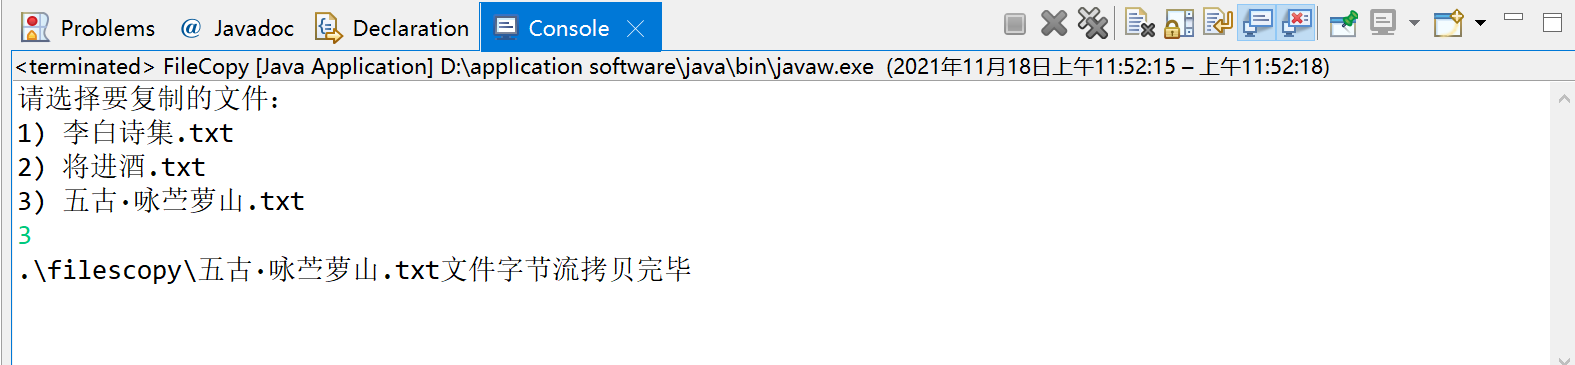 Problems @ Javadoc Declaration Console
<terminated> FileCopy [Java Application] D:\application software\java\bin\javaw.exe (2021年11月18日上午11:52:15 – 上午11:52:18)
请选择要复制的文件：
1) 李白诗集.txt
2) 将进酒.txt
3) 五古·咏苎萝山.txt
3
.\filescopy\五古·咏苎萝山.txt文件字节流拷贝完毕